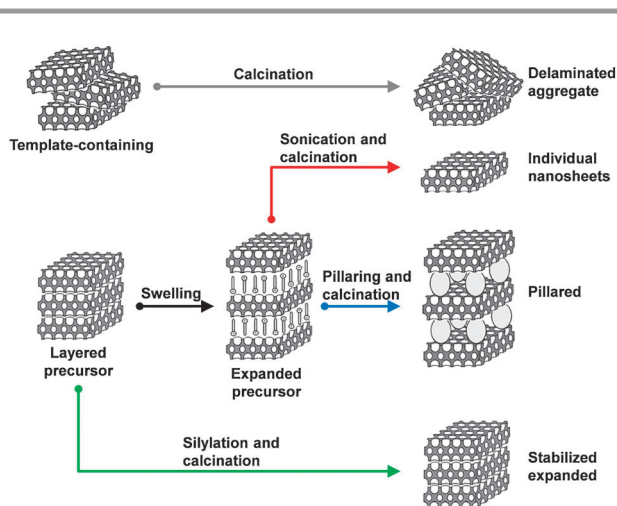 Calcination
Delaminated
aggregate
Template-containing
Sonication and
calcination
Individual
nanosheets
Swelling
Pillaring and
calcination
Pillared
Layered
precursor
Expanded
precursor
Silylation and
calcination
Stabilized
expanded